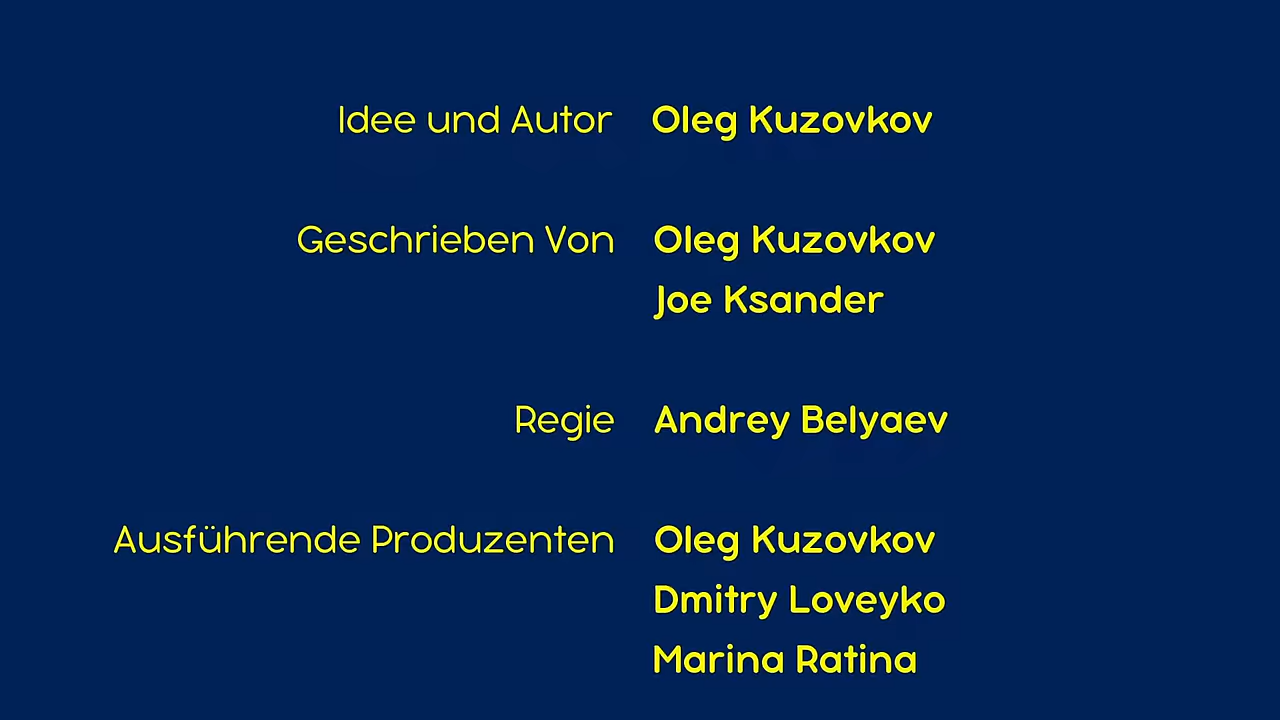 Idee und Autor Oleg Kuzovkov
Geschrieben Von Oleg Kuzovkov
Joe Ksander
Regie Andrey Belyaev
Ausführende Produzenten Oleg Kuzovkov
Dmitry Loveyko
Marina Ratina